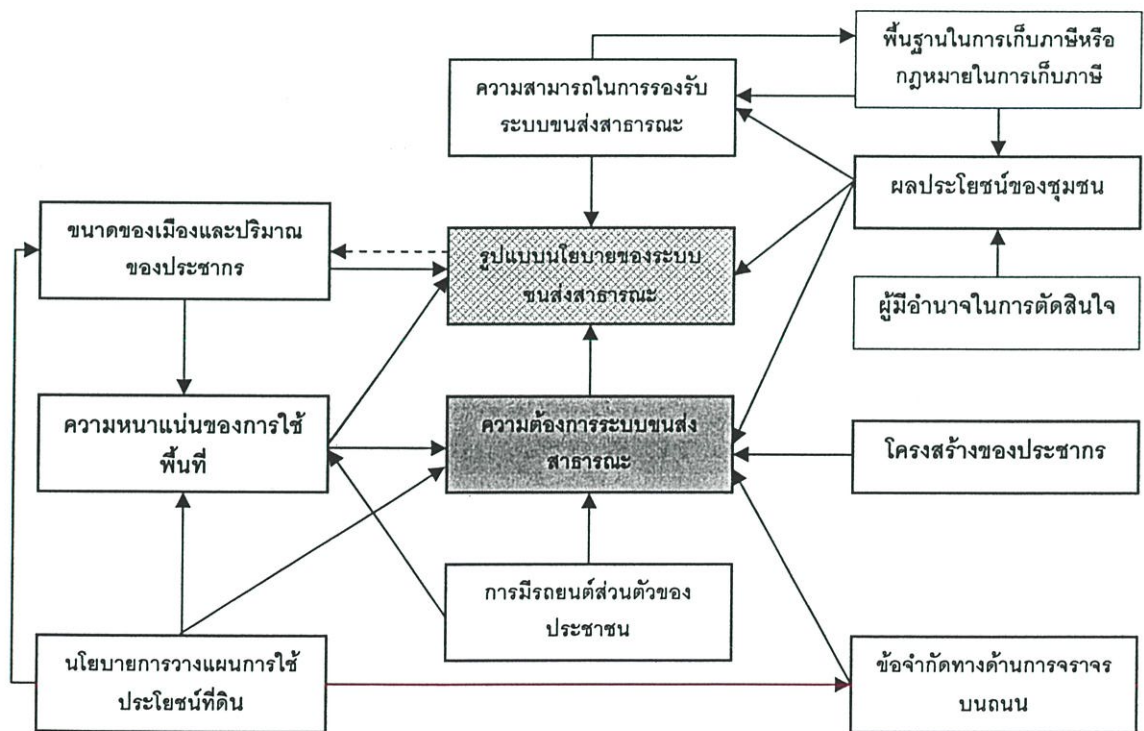 พื้นฐานในการเก็บภาษีหรือ
กฎหมายในการเก็บภาษี
ความสามารถในการรองรับ
ระบบขนส่งสาธารณะ
ผลประโยชน์ของชุมชน
ขนาดของเมืองและปริมาณ
ของประชากร
รูปแบบนโยบายของระบบ
ขนส่งสาธารณะ
ผู้มีอำนาจในการตัดสินใจ
ความหนาแน่นของการใช้
พื้นที่
ความต้องการระบบขนส่ง
สาธารณะ
โครงสร้างของประชากร
การมีรถยนต์ส่วนตัวของ
ประชาชน
นโยบายการวางแผนการใช้
ประโยชน์ที่ดิน
ข้อจำกัดทางด้านการจราจร
บนถนน